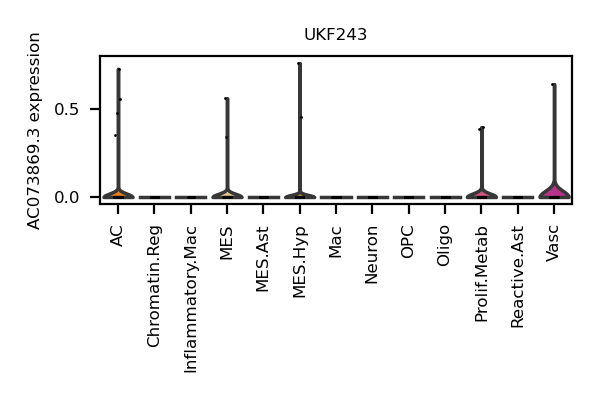 UKF243
AC073869.3 expression
0.5
0.0
AC
Chromatin.Reg
Inflammatory.Mac
MES
MES.Ast
MES.Hyp
Mac
Neuron
OPC
Oligo
Prolif.Metab
Reactive.Ast
Vasc